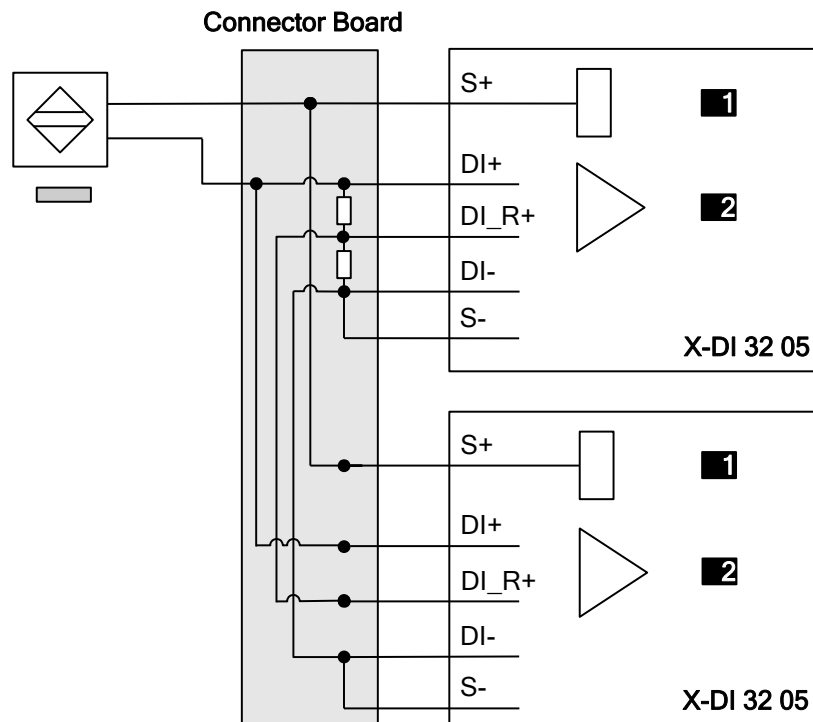 Connector Board
S+
1
DI+
DI_R+
2
DI-
S-
X-DI 32 05
S+
1
DI+
DI_R+
2
DI-
S-
X-DI 32 05